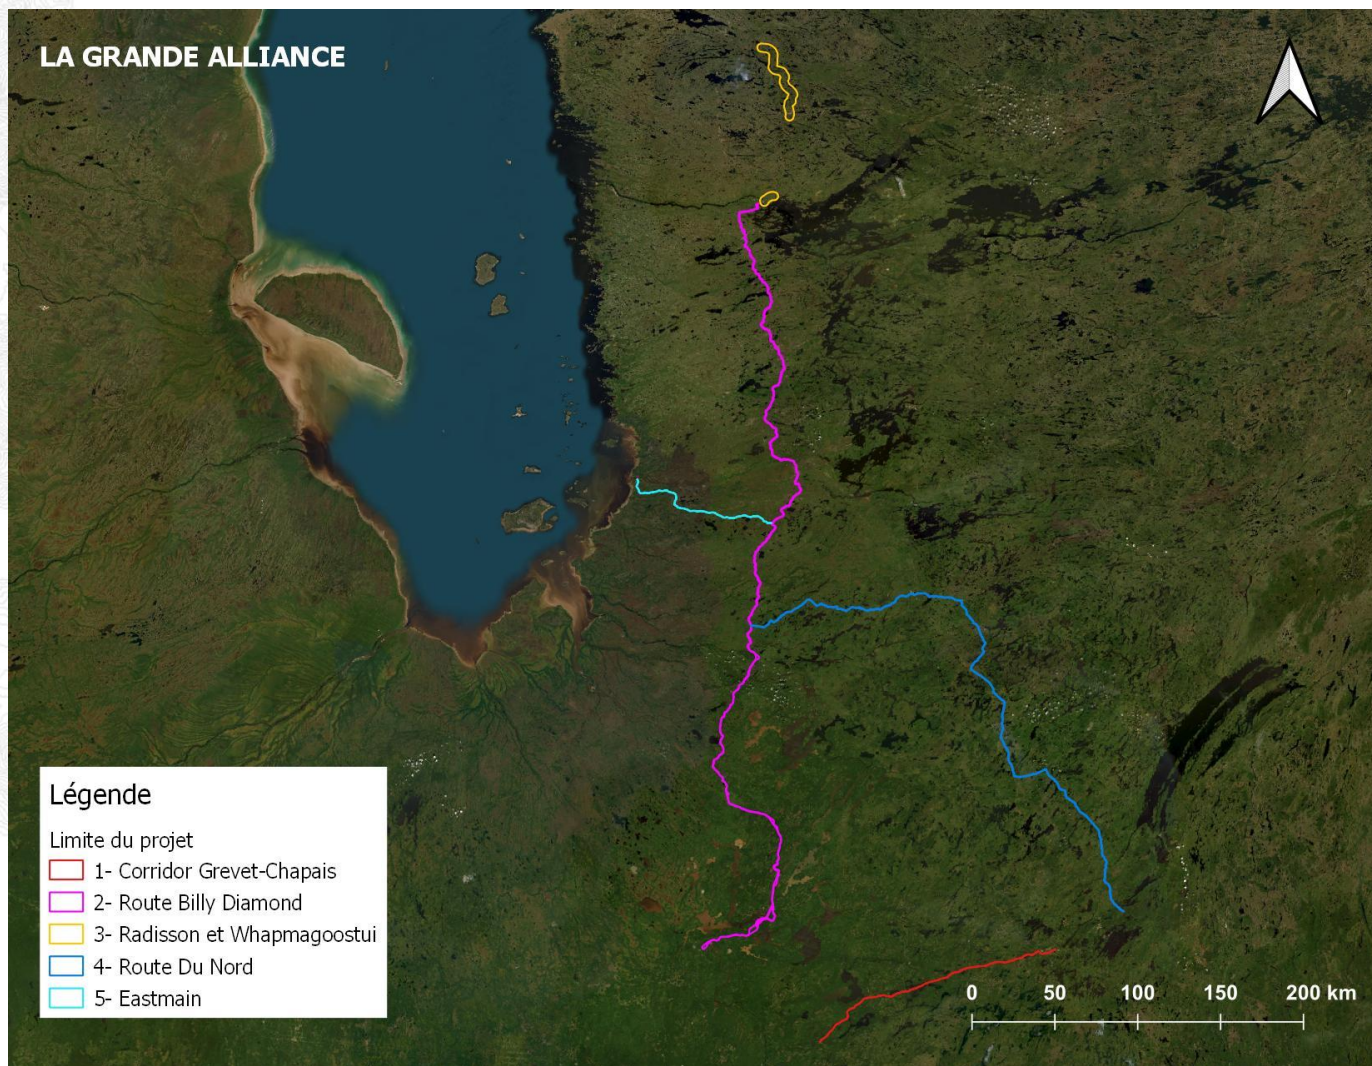 LA GRANDE ALLIANCE
Légende
Limite du projet
1- Corridor Grevet-Chapais
2- Route Billy Diamond
3- Radisson et Whapmagoostui
4- Route Du Nord
5- Eastmain
0 50 100 150 200 km